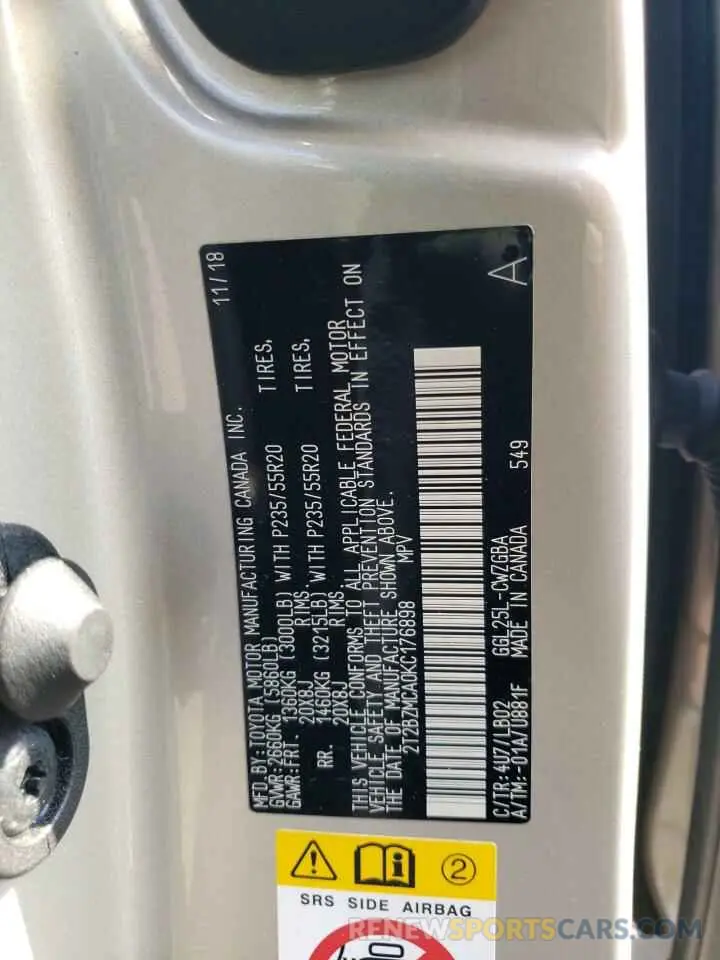 MFD. BY:TOYOTA MOTOR MANUFACTURING CANADA INC. 11/18
GVWR:2660KG (5860LB)
GAWR:FRT. 1360KG (3000LB) WITH P235/55R20 TIRES,
20X8J RIMS,
RR. 1460KG (3215LB) WITH P235/55R20 TIRES,
20X8J RIMS,
THIS VEHICLE CONFORMS TO ALL APPLICABLE FEDERAL MOTOR
VEHICLE SAFETY AND THEFT PREVENTION STANDARDS IN EFFECT ON
THE DATE OF MANUFACTURE SHOWN ABOVE.
2T2BZMCA0KC176898 MPV
C/TR:4U7/LB02 GGL25L-CWZGBA
A/TM:-01A/U881F MADE IN CANADA 549
A
2
SRS SIDE AIRBAG
RENEWSPORTSCARS.COM